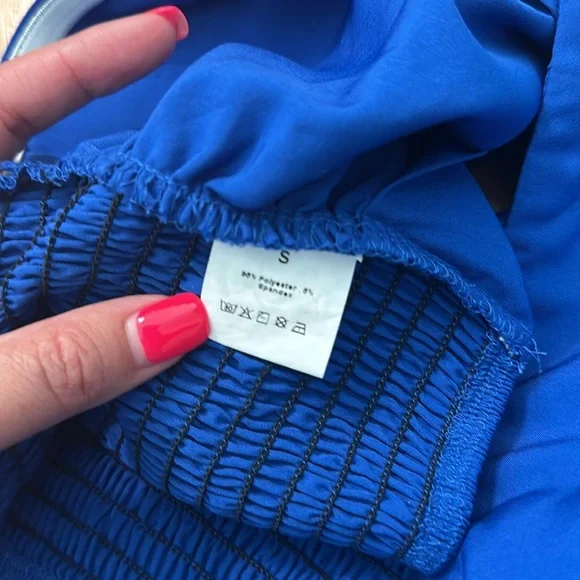 S
95% Polyester, 5%
Spandex